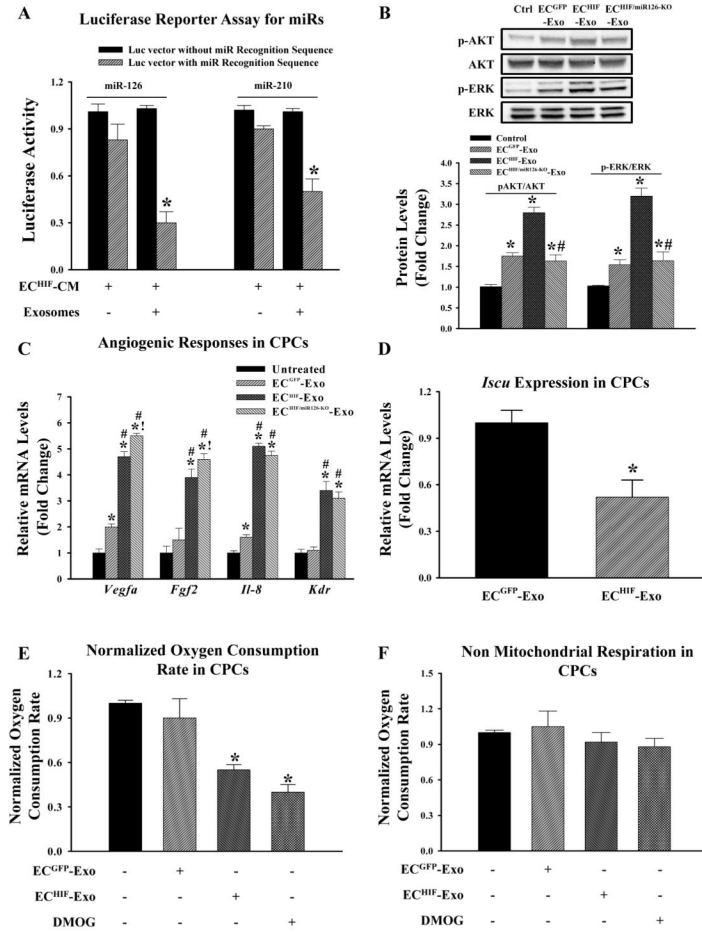 A
Luciferase Reporter Assay for miRs
Luc vector without miR Recognition Sequence
Luc vector with miR Recognition Sequence
miR-126
miR-210
1.2
0.9
0.6
0.3
0.0
Luciferase Activity
*
*
EC^HIF-CM + + + +
Exosomes - + - +
B
Ctrl EC^GFP-Exo EC^HIF-Exo EC^HIF/miR126-KO-Exo
p-AKT
AKT
p-ERK
ERK
Control
EC^GFP-Exo
EC^HIF-Exo
EC^HIF/miR126-KO-Exo
pAKT/AKT
p-ERK/ERK
4.0
3.5
3.0
2.5
2.0
1.5
1.0
0.5
0.0
Protein Levels
(Fold Change)
* * *#
* * *#
C
Angiogenic Responses in CPCs
Untreated
EC^GFP-Exo
EC^HIF-Exo
EC^HIF/miR126-KO-Exo
7
6
5
4
3
2
1
0
Relative mRNA Levels
(Fold Change)
# # # # # # # #
* * *! * *! * * * * *
Vegfa Fgf2 Il-8 Kdr
D
Iscu Expression in CPCs
1.2
0.9
0.6
0.3
0.0
Relative mRNA Levels
(Fold Change)
*
EC^GFP-Exo EC^HIF-Exo
E
Normalized Oxygen Consumption
Rate in CPCs
1.2
0.9
0.6
0.3
0.0
Normalized Oxygen
Consumption Rate
* *
EC^GFP-Exo - + - -
EC^HIF-Exo - - + -
DMOG - - - +
F
Non Mitochondrial Respiration in
CPCs
1.5
1.2
0.9
0.6
0.3
0.0
Normalized Oxygen
Consumption Rate
EC^GFP-Exo - + - -
EC^HIF-Exo - - + -
DMOG - - - +